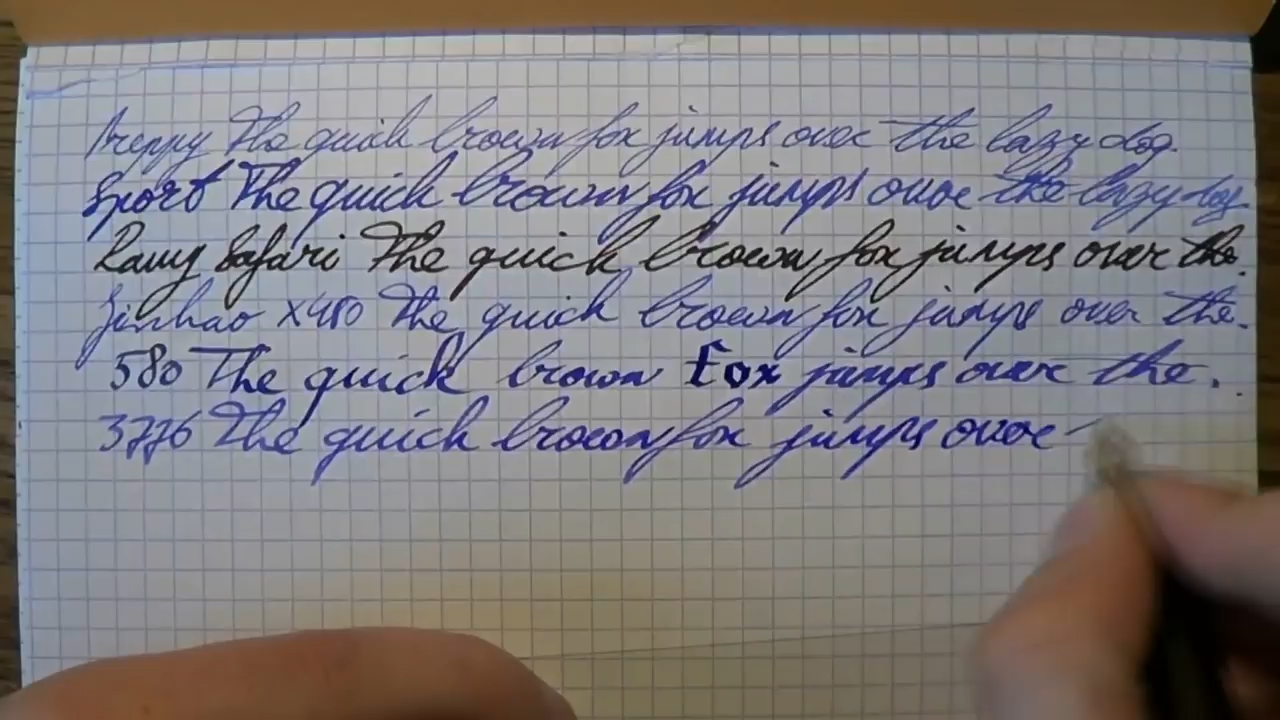 Preppy The quick brown fox jumps over the lazy dog.
Sport The quick brown fox jumps over the lazy dog.
Lamy Safari The quick brown fox jumps over the.
Jinhao x450 The quick brown fox jumps over the.
580 The quick brown fox jumps over the.
3776 The quick brown fox jumps over